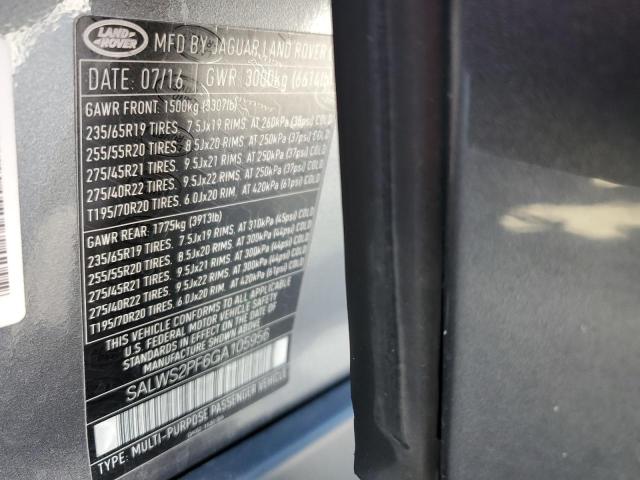 LAND
ROVER
MFD BY JAGUAR LAND ROVER
DATE: 07/16 GWR 3000kg (6614lb
GAWR FRONT 1500kg (3307lb)
235/65R19 TIRES. 7.5Jx19 RIMS. AT 260kPa (38psi) COLD
255/55R20 TIRES. 8.5Jx20 RIMS. AT 250kPa (37psi) COLD
275/45R21 TIRES. 9.5Jx21 RIMS. AT 250kPa (37psi) COLD
275/40R22 TIRES. 9.5Jx22 RIMS. AT 250kPa (37psi) COLD
T195/70R20 TIRES. 6.0Jx20 RIM. AT 420kPa (61psi) COLD
GAWR REAR: 1775kg (3913lb)
235/65R19 TIRES. 7.5Jx19 RIMS. AT 310kPa (45psi) COLD
255/55R20 TIRES. 8.5Jx20 RIMS. AT 300kPa (44psi) COLD
275/45R21 TIRES. 9.5Jx21 RIMS. AT 300kPa (44psi) COLD
275/40R22 TIRES. 9.5Jx22 RIMS. AT 300kPa (44psi) COLD
T195/70R20 TIRES. 6.0Jx20 RIM. AT 420kPa (61psi) COLD
THIS VEHICLE CONFORMS TO ALL APPLICABLE
U.S. FEDERAL MOTOR VEHICLE SAFETY
STANDARDS IN EFFECT ON THE DATE OF
MANUFACTURE SHOWN ABOVE.
SALWS2PF6GA105956
TYPE: MULTI-PURPOSE PASSENGER VEHICLE